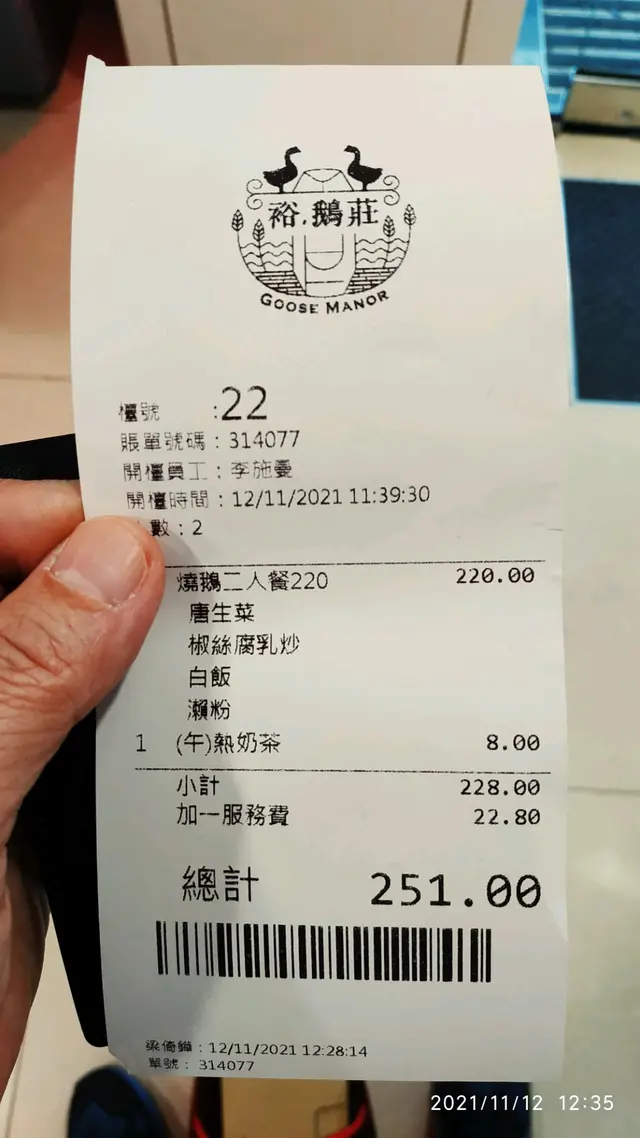 裕.鵝莊
GOOSE MANOR
檯號 :22
賬單號碼：314077
開檯員工：李施曼
開檯時間：12/11/2021 11:39:30
數：2
燒鵝二人餐220 220.00
唐生菜
椒絲腐乳炒
白飯
瀨粉
1 (午)熱奶茶 8.00
小計 228.00
加一服務費 22.80
總計 251.00
12/11/2021 12:28:14
單號： 314077
2021/11/12 12:35